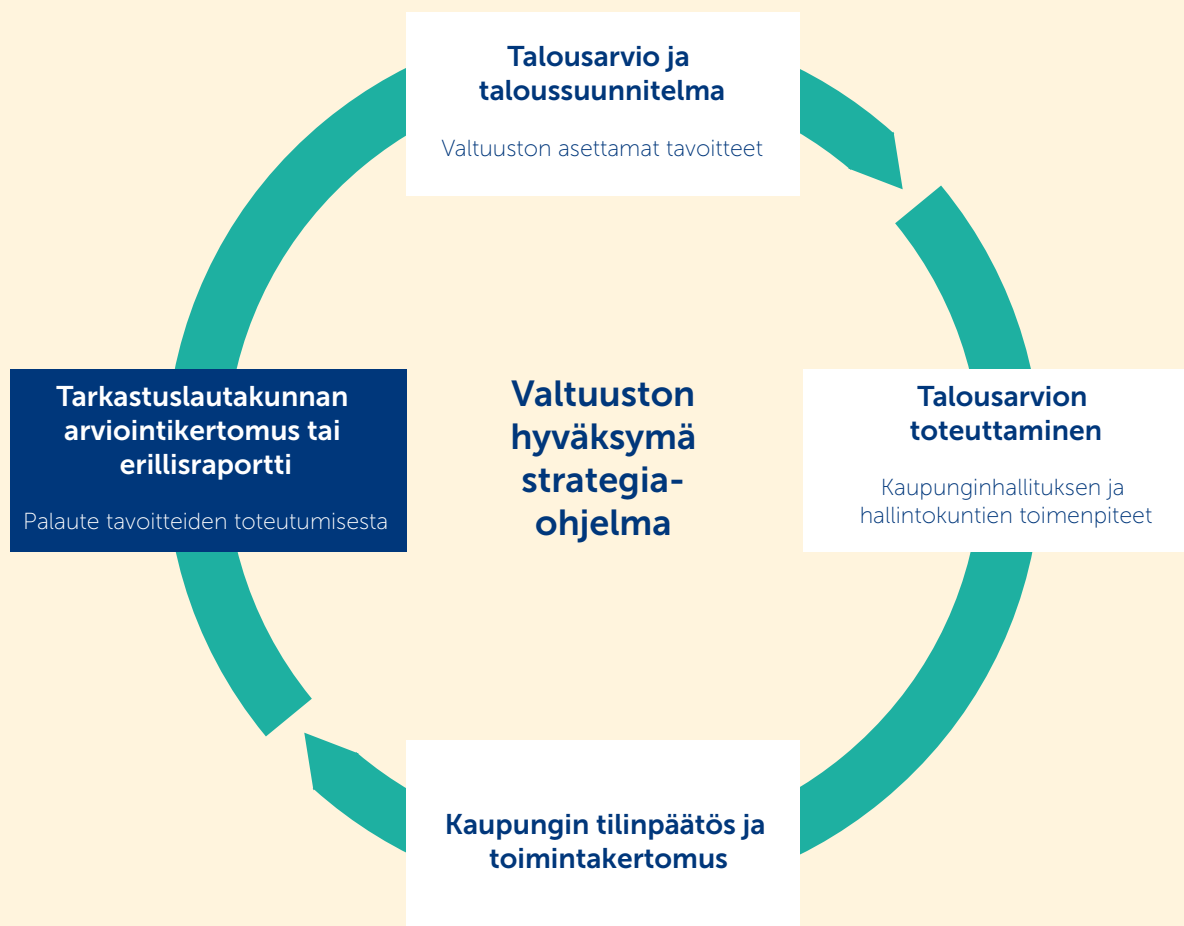 Talousarvio ja
taloussuunnitelma
Valtuuston asettamat tavoitteet
Tarkastuslautakunnan
arviointikertomus tai
erillisraportti
Palaute tavoitteiden toteutumisesta
Valtuuston
hyväksymä
strategia-
ohjelma
Talousarvion
toteuttaminen
Kaupunginhallituksen ja
hallintokuntien toimenpiteet
Kaupungin tilinpäätös ja
toimintakertomus